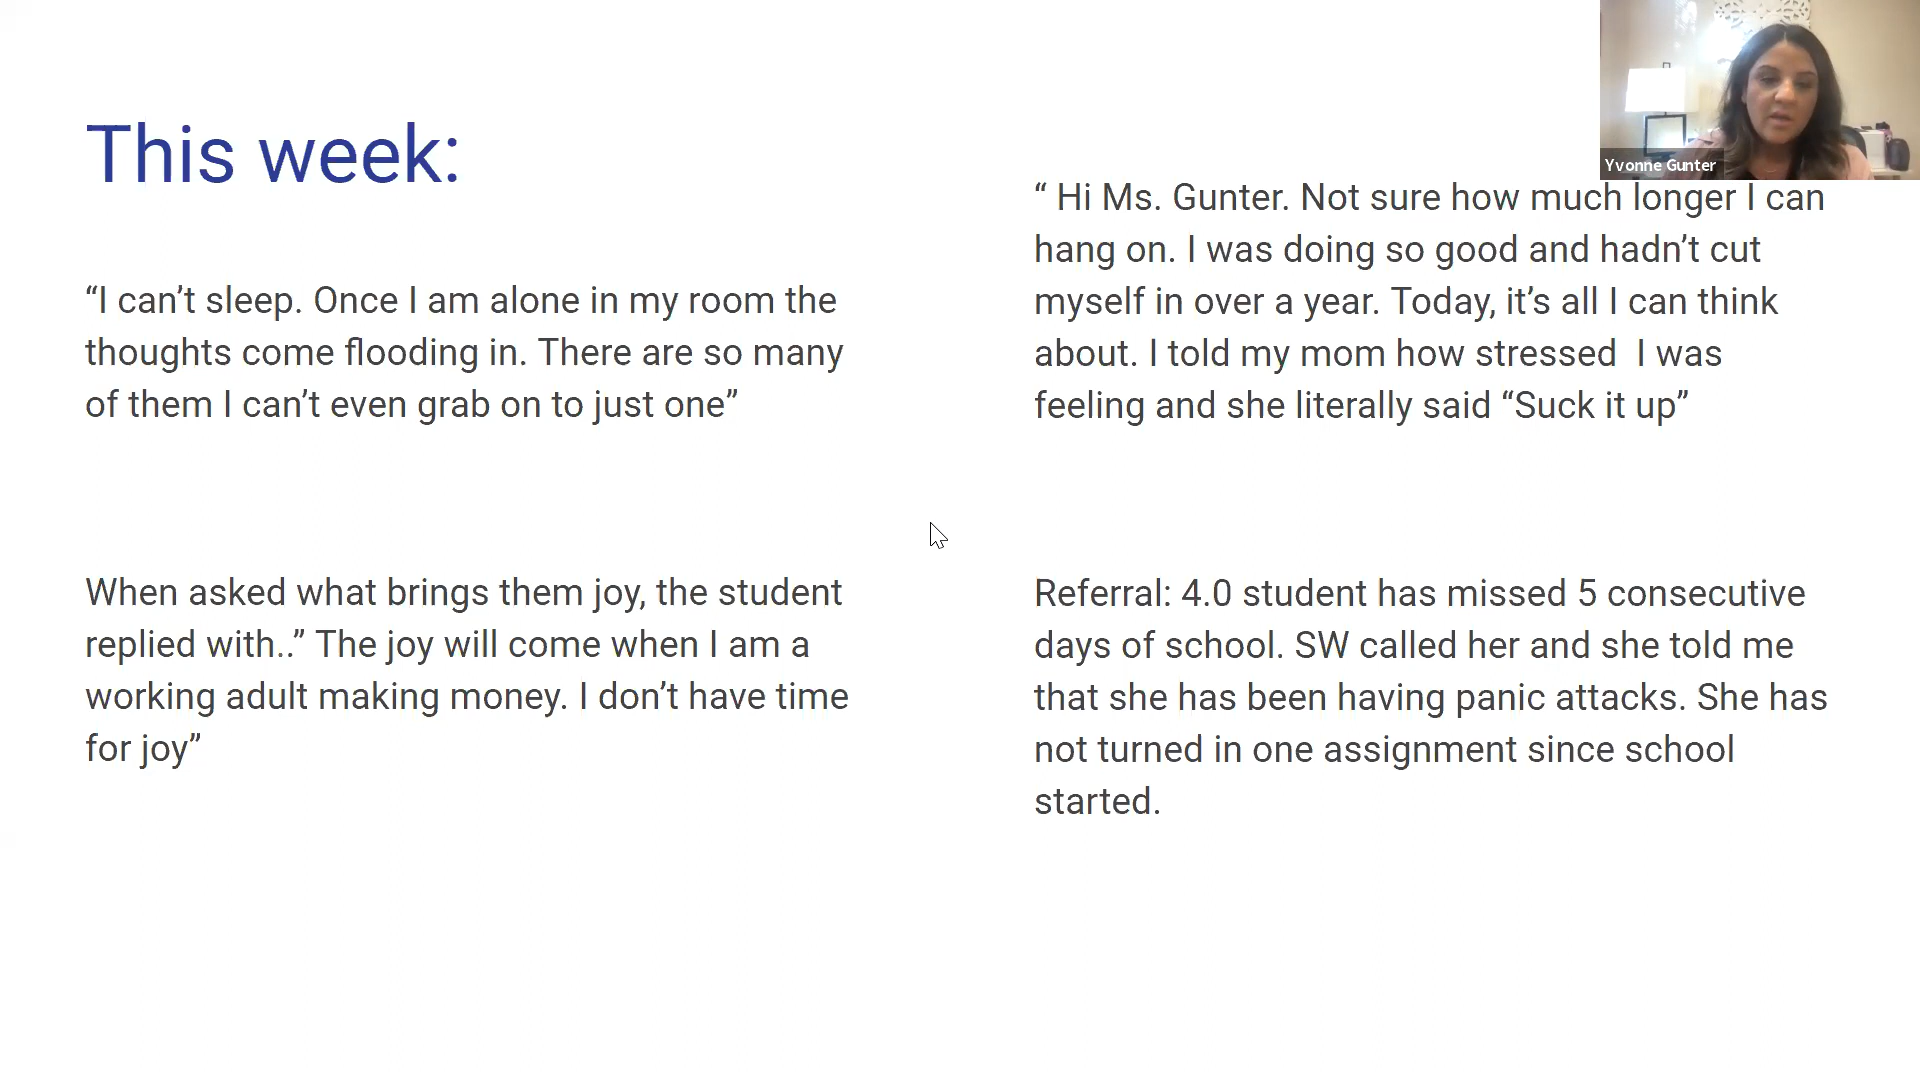 This week:
“I can’t sleep. Once I am alone in my room the
thoughts come flooding in. There are so many
of them I can’t even grab on to just one”
When asked what brings them joy, the student
replied with..” The joy will come when I am a
working adult making money. I don’t have time
for joy”
“ Hi Ms. Gunter. Not sure how much longer I can
hang on. I was doing so good and hadn’t cut
myself in over a year. Today, it’s all I can think
about. I told my mom how stressed  I was
feeling and she literally said “Suck it up”
Referral: 4.0 student has missed 5 consecutive
days of school. SW called her and she told me
that she has been having panic attacks. She has
not turned in one assignment since school
started.
Yvonne Gunter